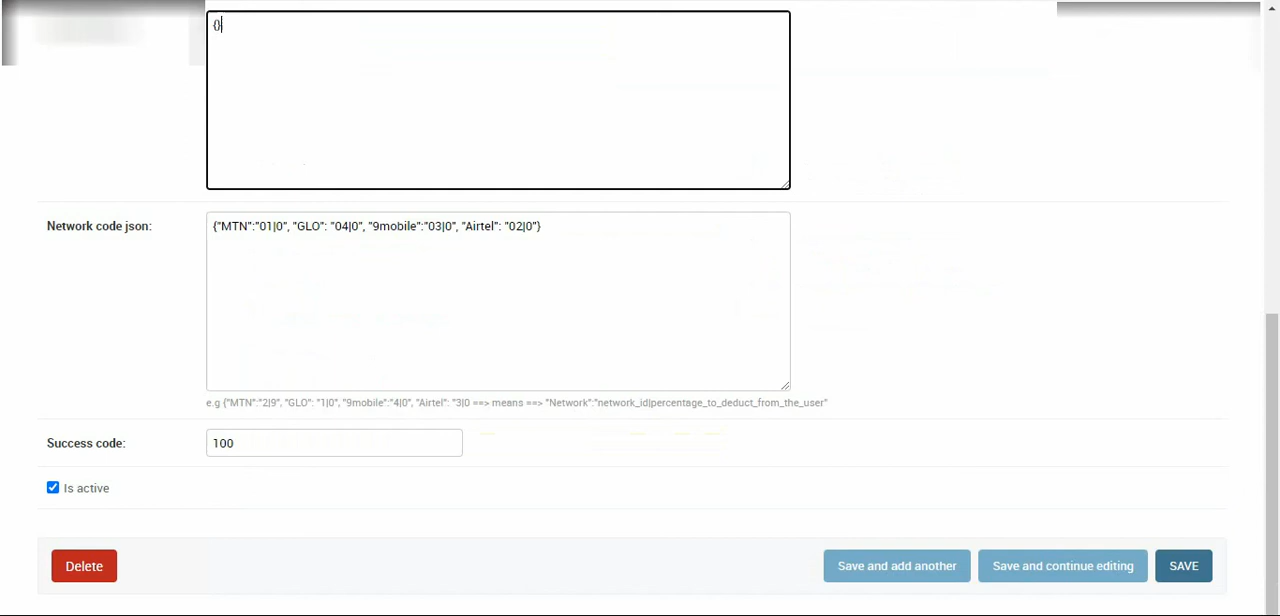 {}
Network code json:
{"MTN":"01|0", "GLO": "04|0", "9mobile":"03|0", "Airtel": "02|0"}
e.g {"MTN":"2|9", "GLO": "1|0", "9mobile":"4|0", "Airtel": "3|0 ==> means ==> "Network":"network_id|percentage_to_deduct_from_the_user"
Success code:
100
Is active
Delete
Save and add another
Save and continue editing
SAVE